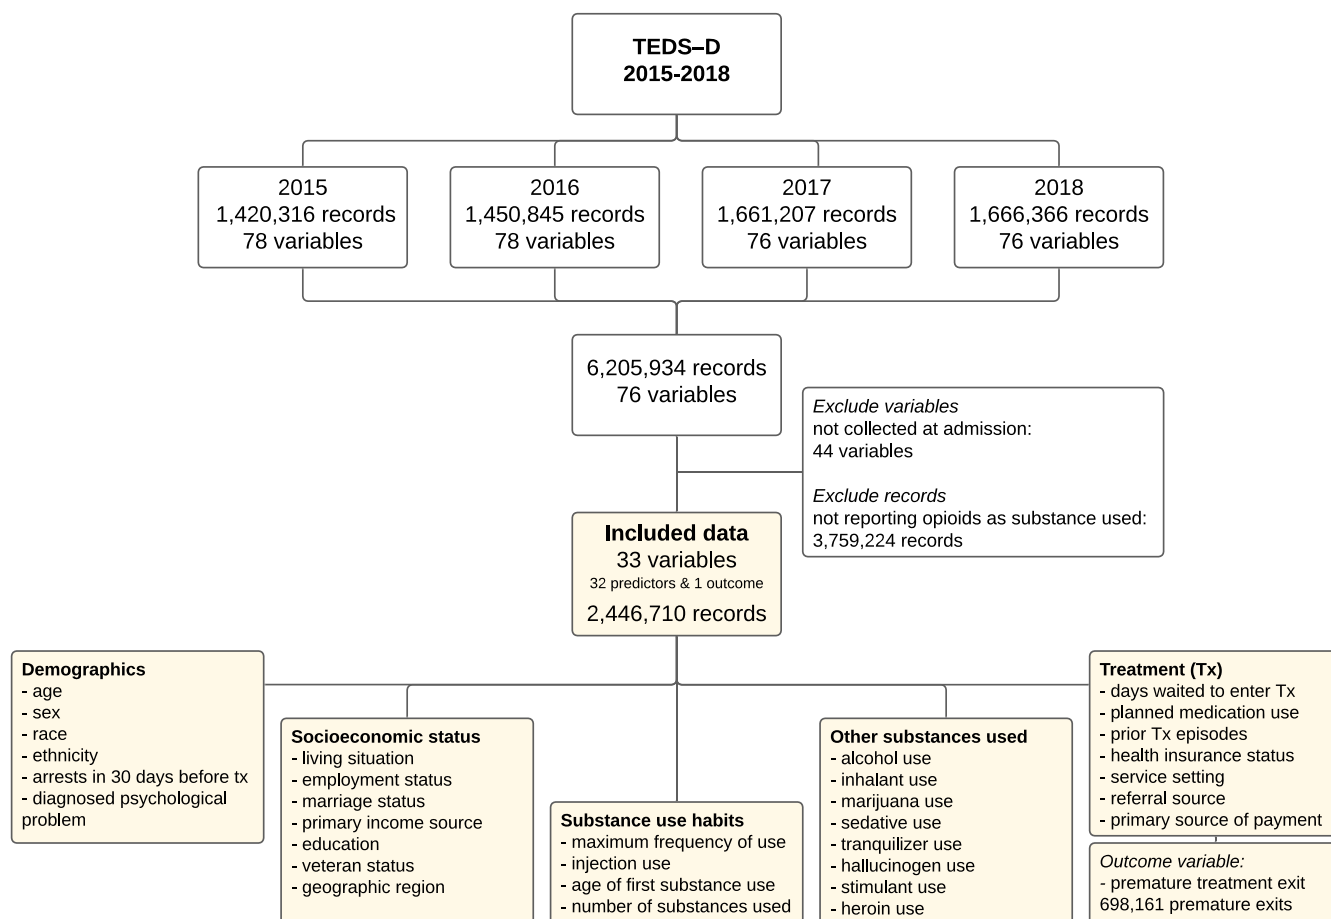 TEDS–D
2015-2018
2015
1,420,316 records
78 variables
2016
1,450,845 records
78 variables
2017
1,661,207 records
76 variables
2018
1,666,366 records
76 variables
6,205,934 records
76 variables
Exclude variables
not collected at admission:
44 variables
Exclude records
not reporting opioids as substance used:
3,759,224 records
Included data
33 variables
32 predictors & 1 outcome
2,446,710 records
Demographics
- age
- sex
- race
- ethnicity
- arrests in 30 days before tx
- diagnosed psychological
problem
Socioeconomic status
- living situation
- employment status
- marriage status
- primary income source
- education
- veteran status
- geographic region
Substance use habits
- maximum frequency of use
- injection use
- age of first substance use
- number of substances used
Other substances used
- alcohol use
- inhalant use
- marijuana use
- sedative use
- tranquilizer use
- hallucinogen use
- stimulant use
- heroin use
Treatment (Tx)
- days waited to enter Tx
- planned medication use
- prior Tx episodes
- health insurance status
- service setting
- referral source
- primary source of payment
Outcome variable:
- premature treatment exit
698,161 premature exits